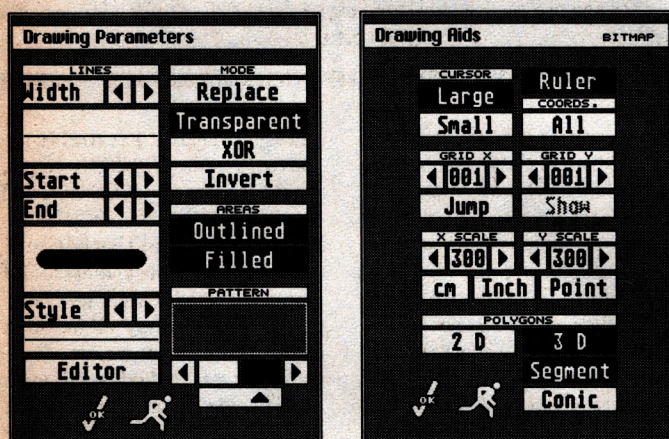 Drawing Parameters
LINES
Width
Start
End
Style
Editor
OK
MODE
Replace
Transparent
XOR
Invert
AREAS
Outlined
Filled
PATTERN
Drawing Aids BITMAP
CURSOR
Large
Small
Ruler
COORDS.
All
GRID X GRID Y
001 001
Jump Show
X SCALE Y SCALE
300 300
cm Inch Point
POLYGONS
2 D 3 D
Segment
Conic
OK